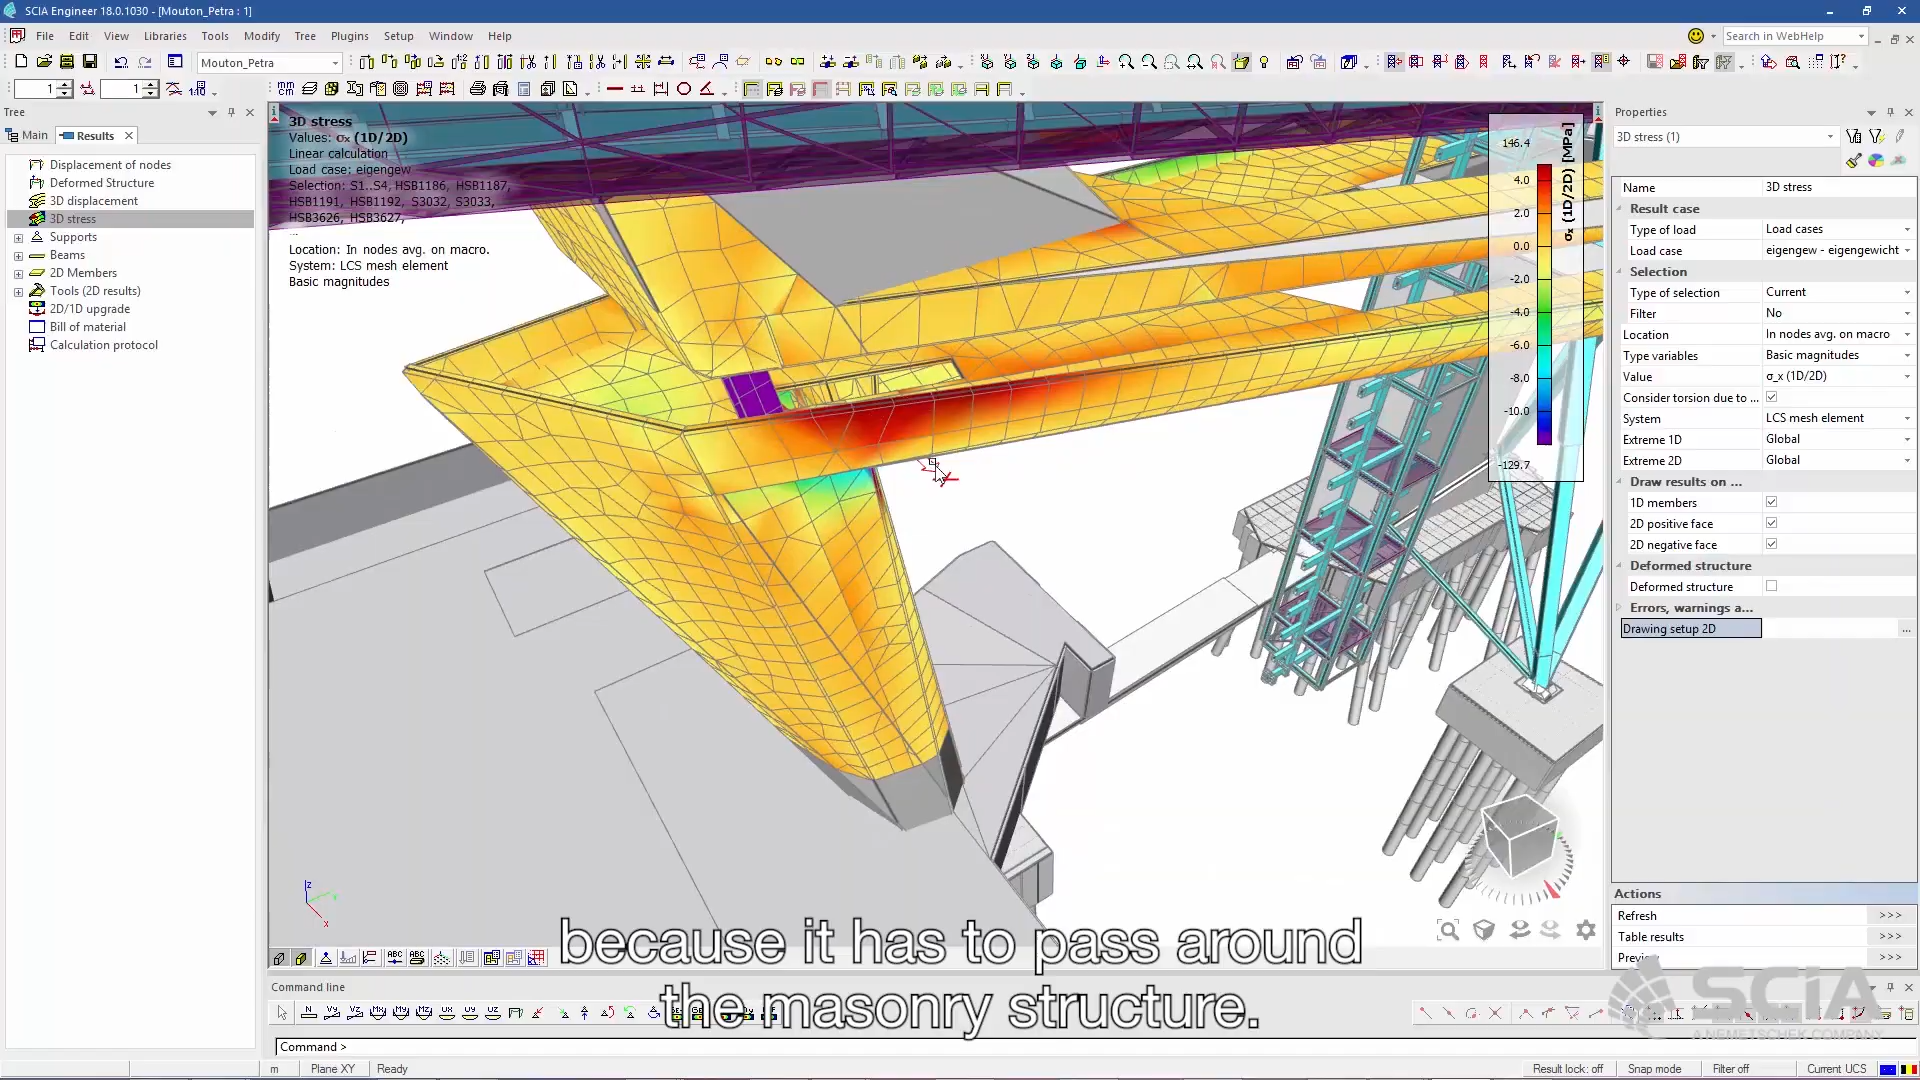 SCIA Engineer 18.0.1030 - [Mouton_Petra : 1]
File Edit View Libraries Tools Modify Tree Plugins Setup Window Help
Search in WebHelp
Mouton_Petra
1
1
Tree
Main
Results
Displacement of nodes
Deformed Structure
3D displacement
3D stress
Supports
Beams
2D Members
Tools (2D results)
2D/1D upgrade
Bill of material
Calculation protocol
3D stress
Values: σx (1D/2D)
Linear calculation
Load case: eigengew
Selection: S1..S4, HSB1186, HSB1187,
HSB1191, HSB1192, S3032, S3033,
HSB3626, HSB3627,
...
Location: In nodes avg. on macro.
System: LCS mesh element
Basic magnitudes
σx (1D/2D) [MPa]
146.4
4.0
2.0
0.0
-2.0
-4.0
-6.0
-8.0
-10.0
-129.7
z
x
Properties
3D stress (1)
Name 3D stress
Result case
Type of load Load cases
Load case eigengew - eigengewicht
Selection
Type of selection Current
Filter No
Location In nodes avg. on macro
Type variables Basic magnitudes
Value σ_x (1D/2D)
Consider torsion due to ...
System LCS mesh element
Extreme 1D Global
Extreme 2D Global
Draw results on ...
1D members
2D positive face
2D negative face
Deformed structure
Deformed structure
Errors, warnings a...
Drawing setup 2D ...
Actions
Refresh >>>
Table results >>>
Preview >>>
SCIA
A NEMETSCHEK COMPANY
because it has to pass around
the masonry structure.
Command line
Command >
m Plane XY Ready
Result lock: off Snap mode Filter off Current UCS